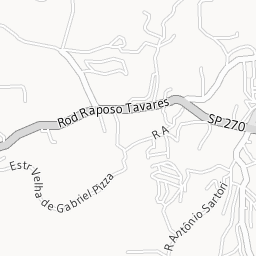 Rod Raposo Tavares
SP 270
R A
Estr Velha de Gabriel Pizza
R Antônio Sartori